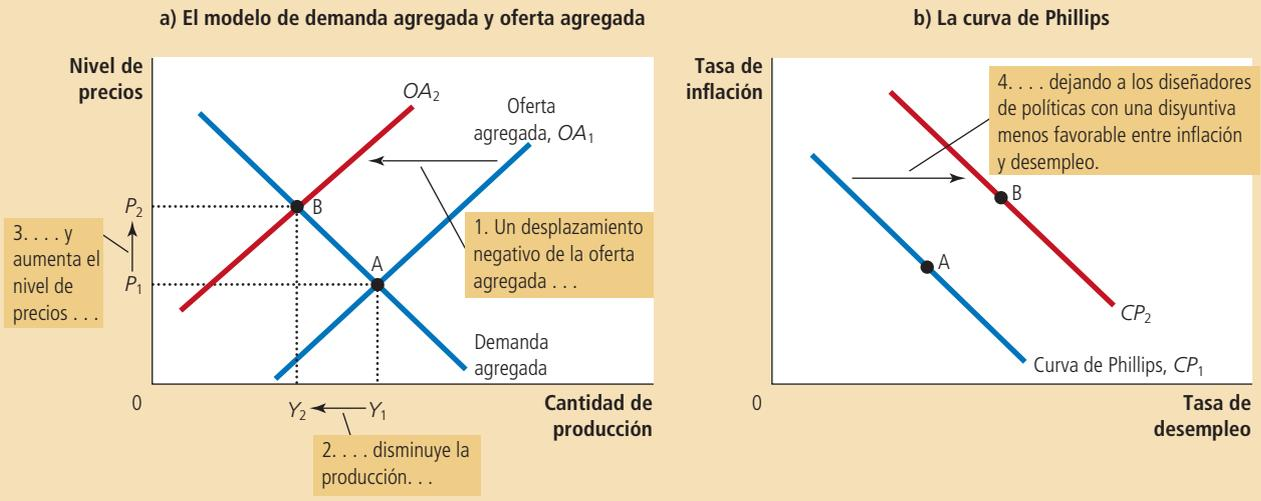 a) El modelo de demanda agregada y oferta agregada
Nivel de
precios
OA₂
Oferta
agregada, OA₁
P₂
B
3. . . . y
aumenta el
nivel de
precios . . .
1. Un desplazamiento
negativo de la oferta
agregada . . .
A
P₁
Demanda
agregada
0
Y₂
Y₁
Cantidad de
producción
2. . . . disminuye la
producción. . .
b) La curva de Phillips
Tasa de
inflación
4. . . . dejando a los diseñadores
de políticas con una disyuntiva
menos favorable entre inflación
y desempleo.
B
A
CP₂
Curva de Phillips, CP₁
0
Tasa de
desempleo